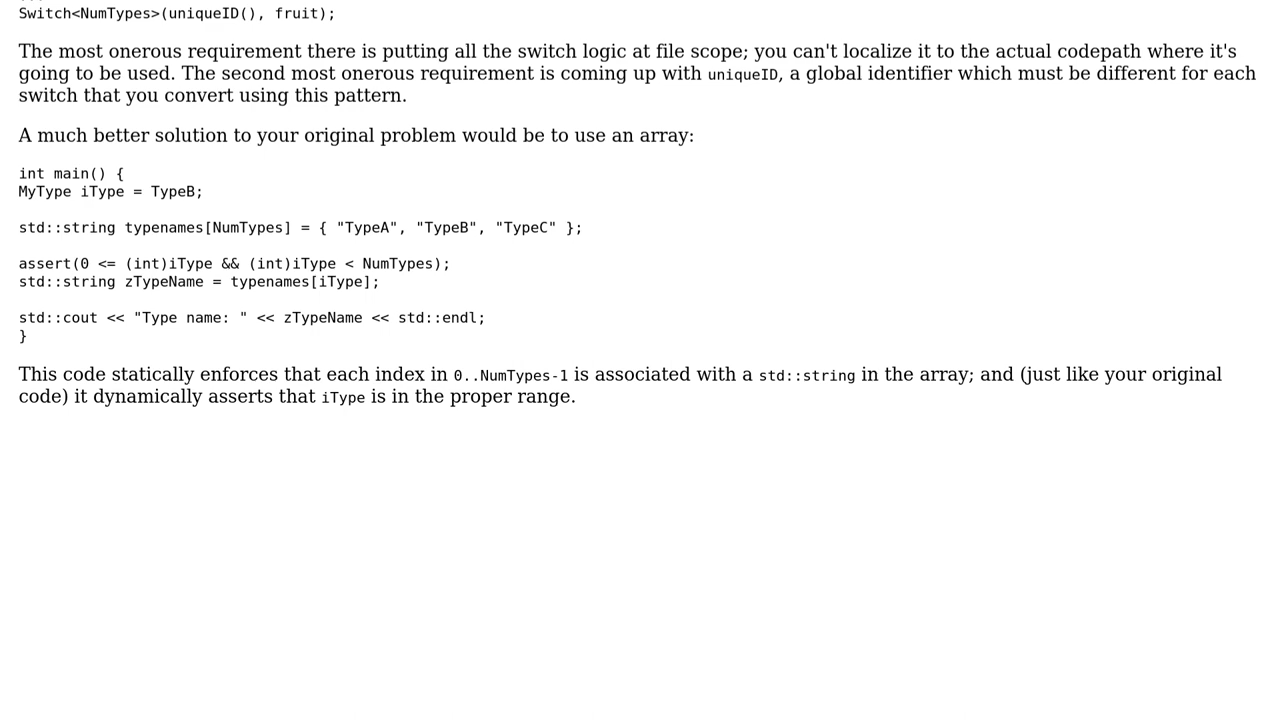 Switch<NumTypes>(uniqueID(), fruit);
The most onerous requirement there is putting all the switch logic at file scope; you can't localize it to the actual codepath where it's
going to be used. The second most onerous requirement is coming up with uniqueID, a global identifier which must be different for each
switch that you convert using this pattern.
A much better solution to your original problem would be to use an array:
int main() {
MyType iType = TypeB;
std::string typenames[NumTypes] = { "TypeA", "TypeB", "TypeC" };
assert(0 <= (int)iType && (int)iType < NumTypes);
std::string zTypeName = typenames[iType];
std::cout << "Type name: " << zTypeName << std::endl;
}
This code statically enforces that each index in 0..NumTypes-1 is associated with a std::string in the array; and (just like your original
code) it dynamically asserts that iType is in the proper range.